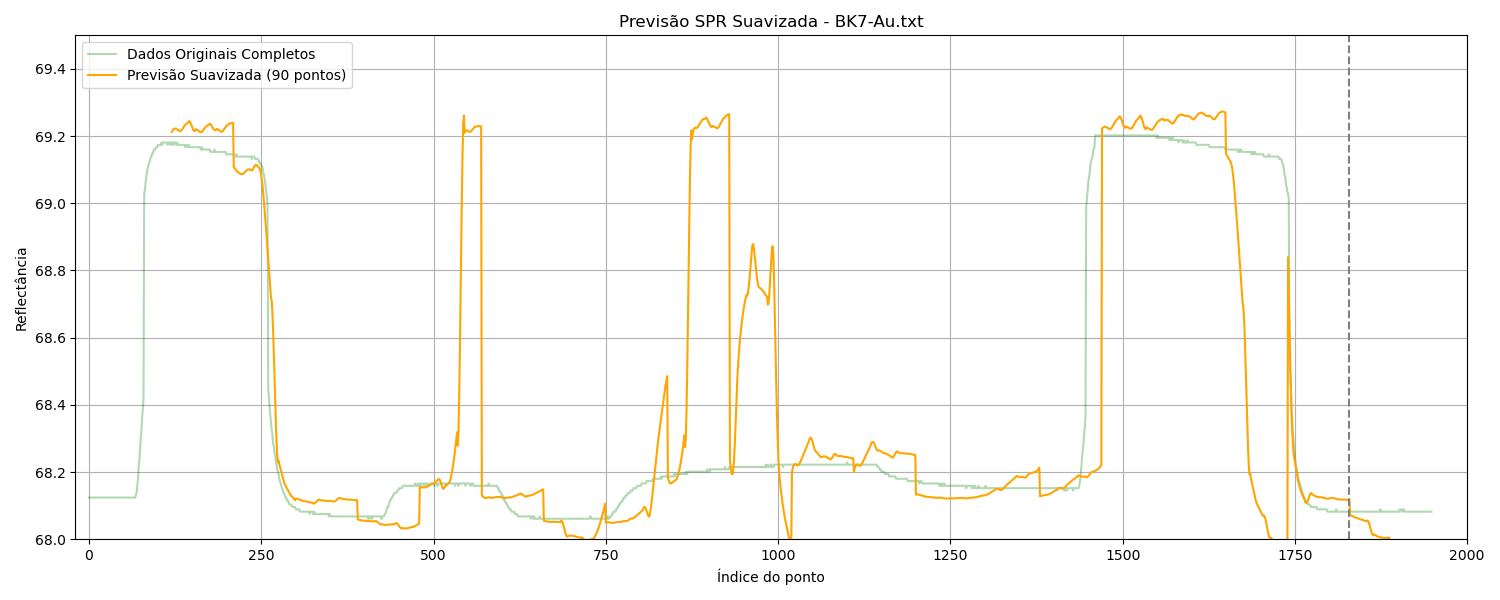 Previsão SPR Suavizada - BK7-Au.txt
Dados Originais Completos
Previsão Suavizada (90 pontos)
Reflectância
69.4
69.2
69.0
68.8
68.6
68.4
68.2
68.0
0 250 500 750 1000 1250 1500 1750 2000
Índice do ponto